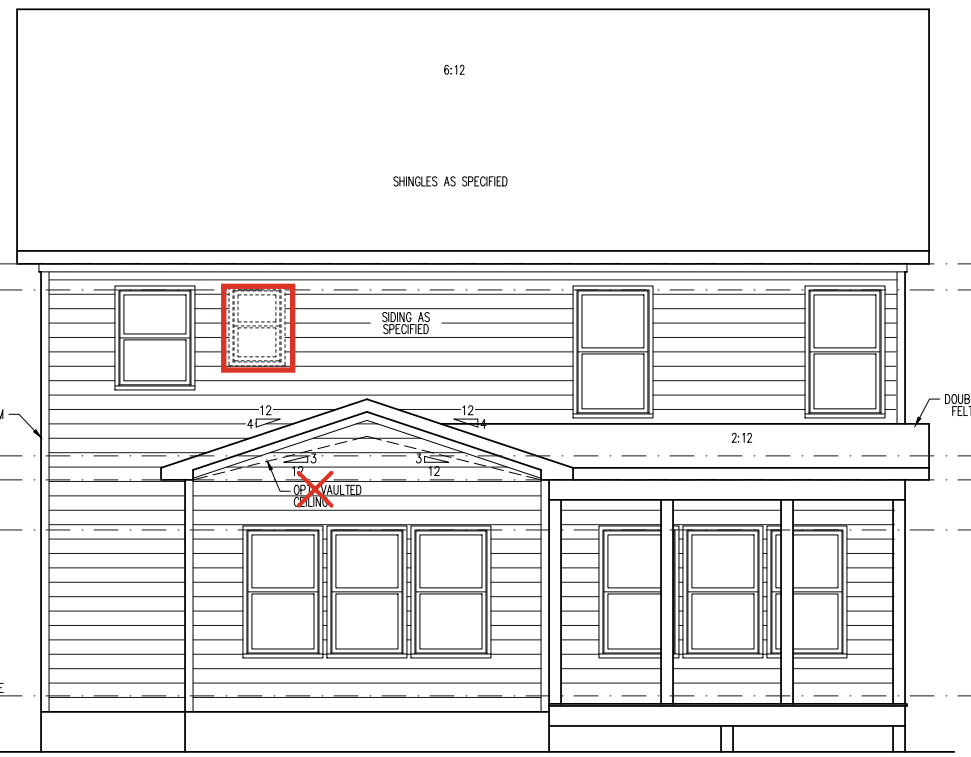 6:12
SHINGLES AS SPECIFIED
SIDING AS
SPECIFIED
M
DOUB
FELT
12
4
12
4
2:12
3
12
3
12
OPT VAULTED
CEILING
E